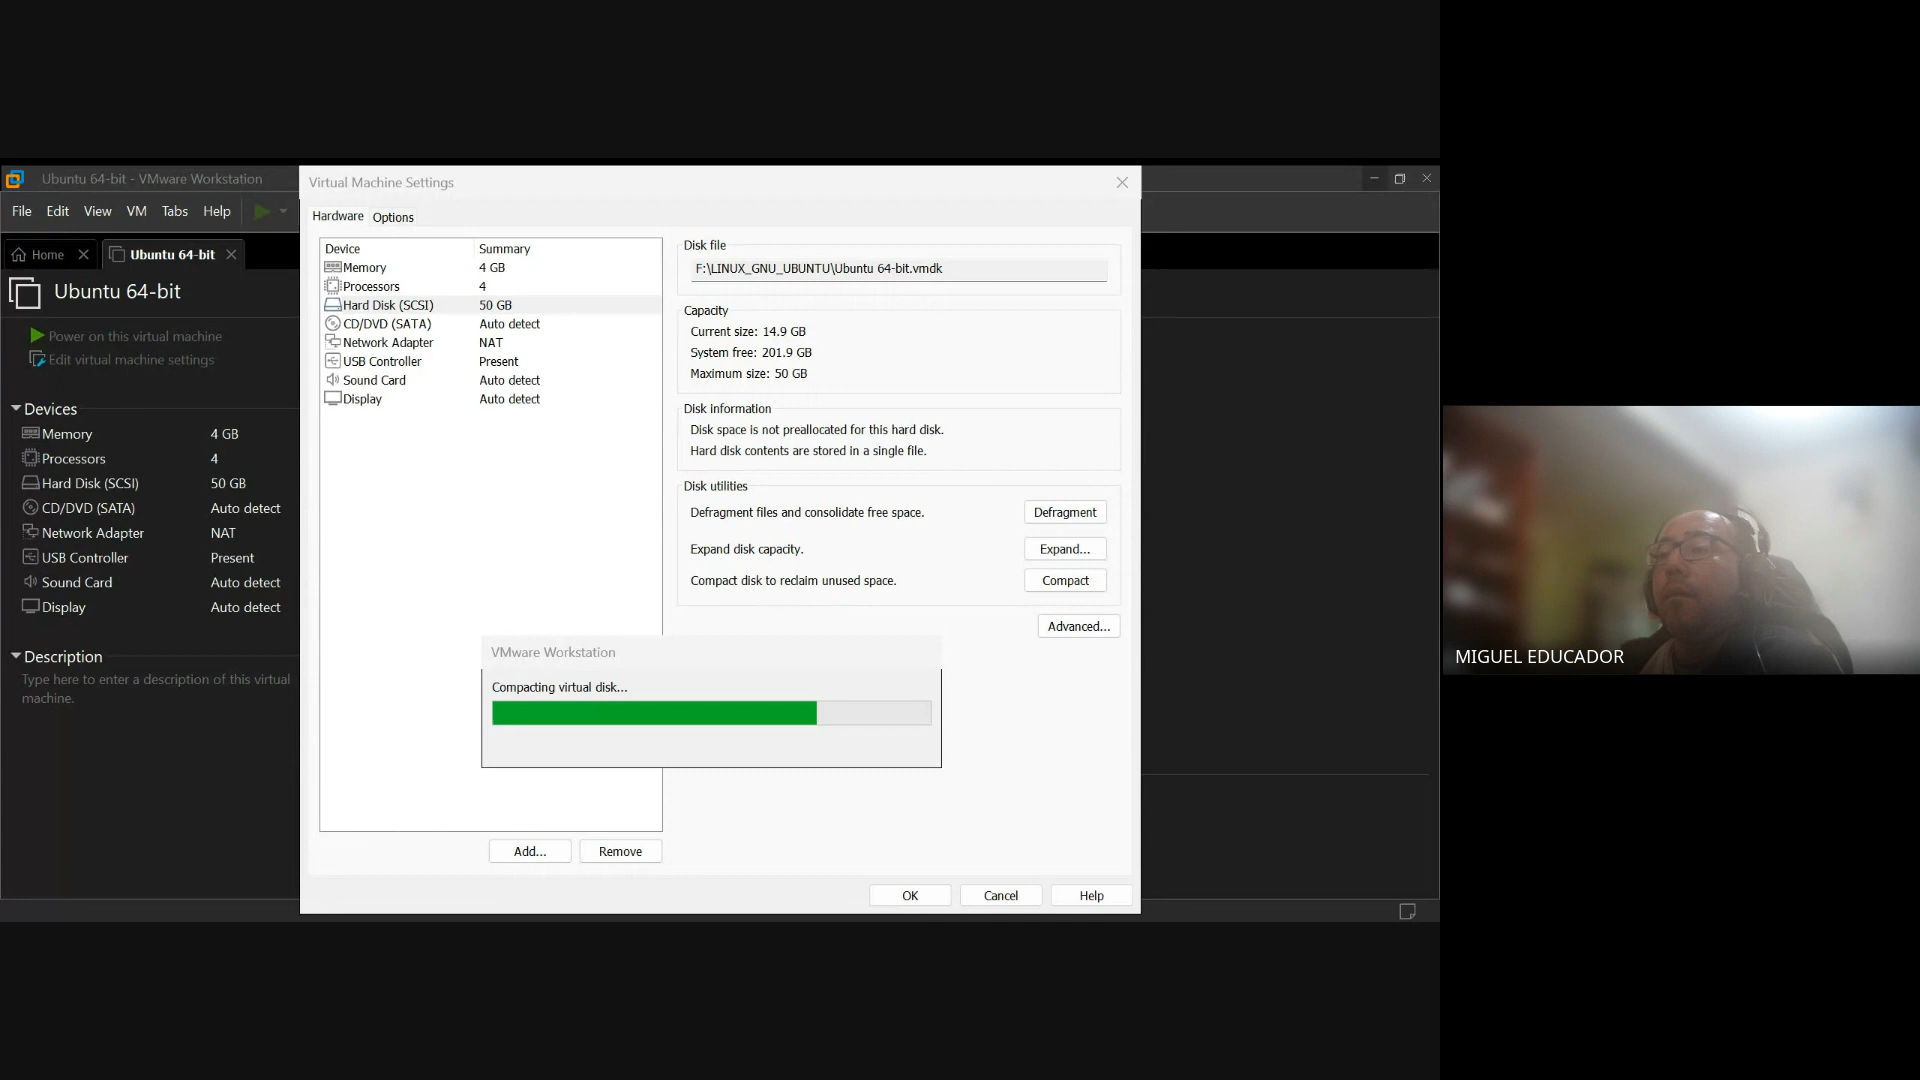 Ubuntu 64-bit - VMware Workstation
File Edit View VM Tabs Help
Home
Ubuntu 64-bit
Ubuntu 64-bit
Power on this virtual machine
Edit virtual machine settings
Devices
Memory 4 GB
Processors 4
Hard Disk (SCSI) 50 GB
CD/DVD (SATA) Auto detect
Network Adapter NAT
USB Controller Present
Sound Card Auto detect
Display Auto detect
Description
Type here to enter a description of this virtual
machine.
Virtual Machine Settings
Hardware Options
Device Summary
Memory 4 GB
Processors 4
Hard Disk (SCSI) 50 GB
CD/DVD (SATA) Auto detect
Network Adapter NAT
USB Controller Present
Sound Card Auto detect
Display Auto detect
Add... Remove
Disk file
F:\LINUX_GNU_UBUNTU\Ubuntu 64-bit.vmdk
Capacity
Current size: 14.9 GB
System free: 201.9 GB
Maximum size: 50 GB
Disk information
Disk space is not preallocated for this hard disk.
Hard disk contents are stored in a single file.
Disk utilities
Defragment files and consolidate free space. Defragment
Expand disk capacity. Expand...
Compact disk to reclaim unused space. Compact
Advanced...
VMware Workstation
Compacting virtual disk...
OK Cancel Help
MIGUEL EDUCADOR